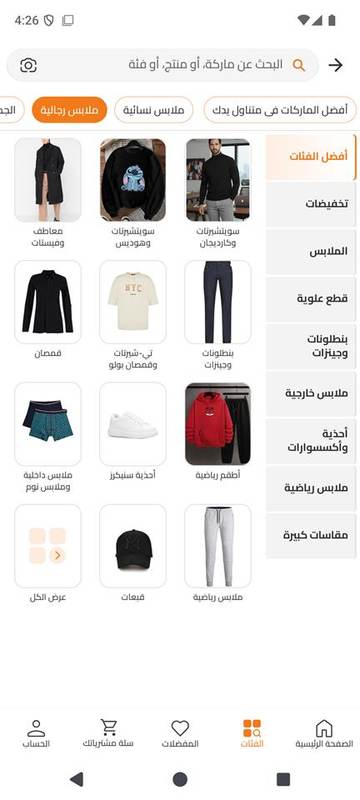 4:26
البحث عن ماركة، أو منتج، أو فئة
أفضل الماركات في متناول يدك
ملابس نسائية
ملابس رجالية
أفضل الفئات
تخفيضات
الملابس
قطع علوية
بنطلونات
وجينزات
ملابس خارجية
أحذية
وأكسسوارات
ملابس رياضية
مقاسات كبيرة
سويتشيرتات
وكارديجان
سويتشيرتات
وهوديس
معاطف
وفيستات
بنطلونات
وجينزات
تي-شيرتات
وقمصان بولو
قمصان
NYC
أطقم رياضية
أحذية سنيكرز
ملابس داخلية
وملابس نوم
ملابس رياضية
قبعات
عرض الكل
الصفحة الرئيسية
الفئات
المفضلات
سلة مشترياتك
الحساب